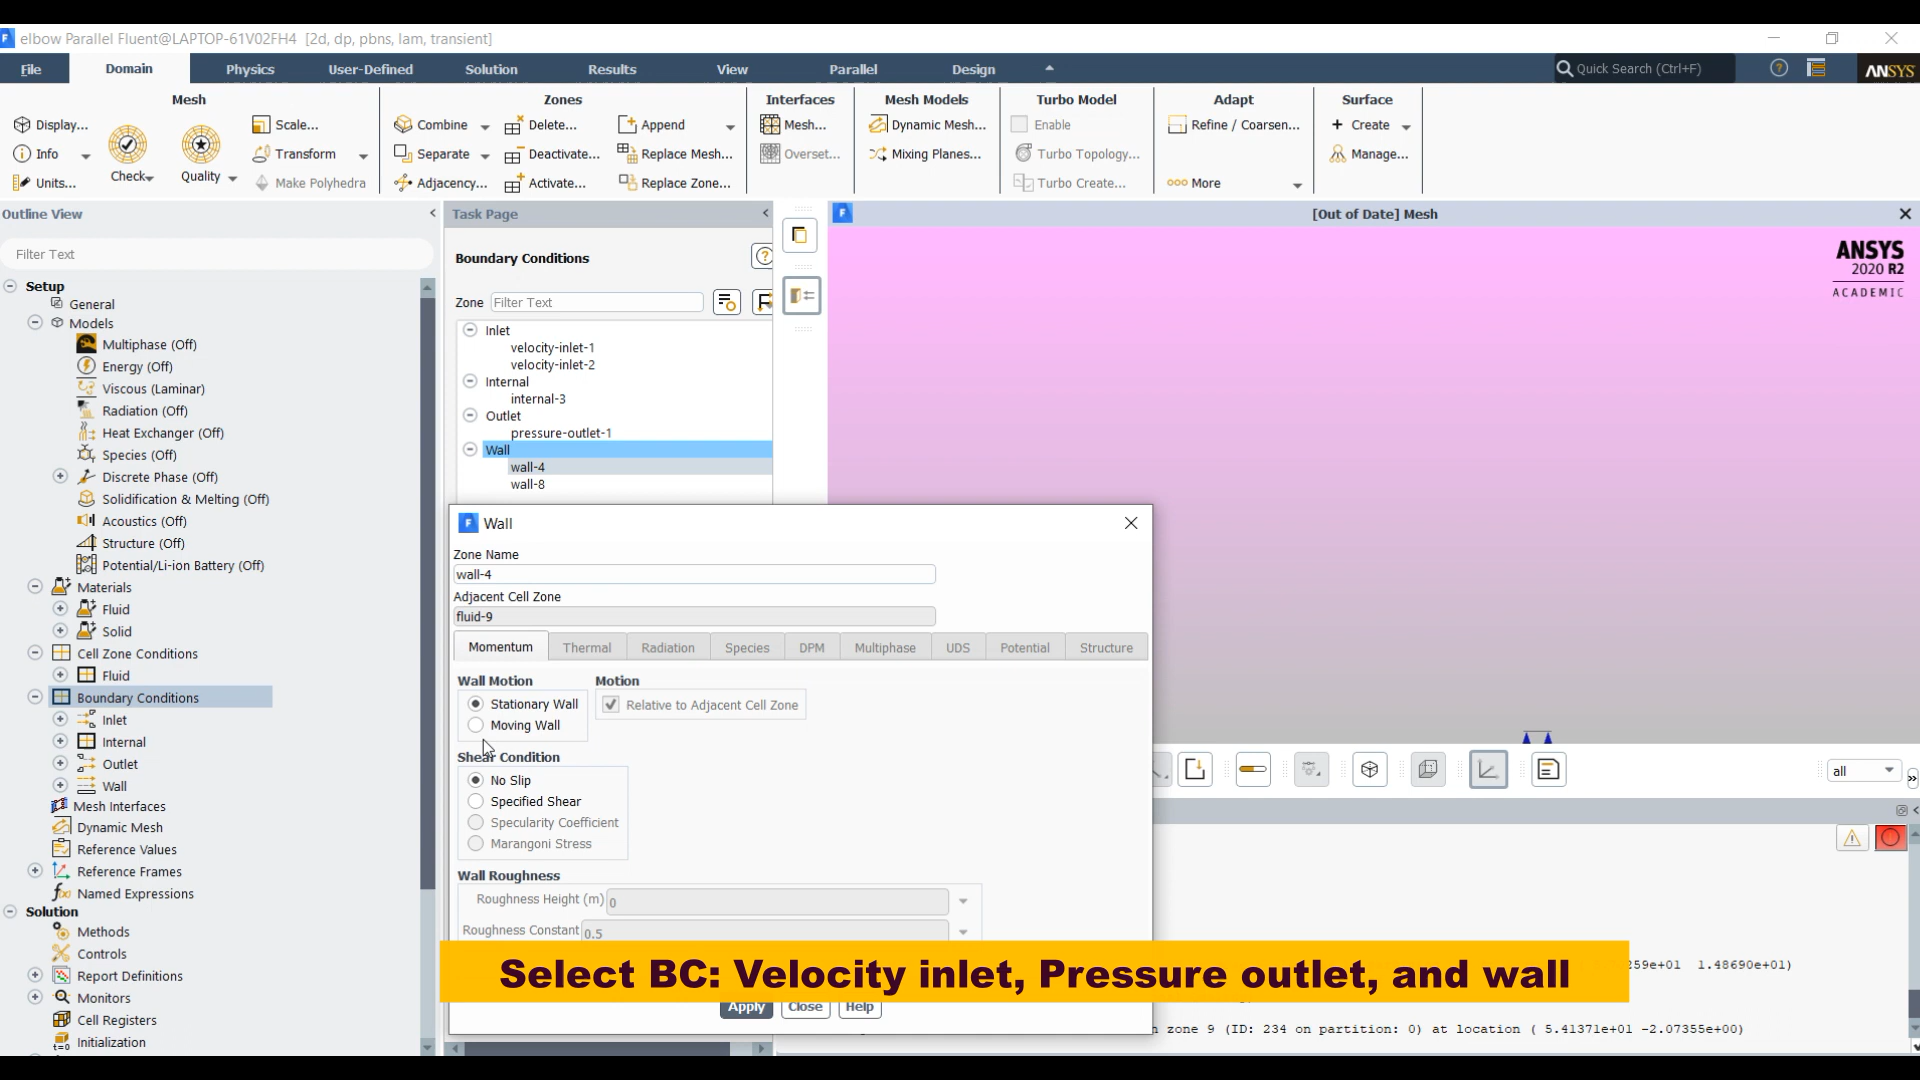 elbow Parallel Fluent@LAPTOP-61V02FH4 [2d, dp, pbns, lam, transient]
File Domain Physics User-Defined Solution Results View Parallel Design Quick Search (Ctrl+F) ANSYS
Mesh Zones Interfaces Mesh Models Turbo Model Adapt Surface
Display... Scale... Combine Delete... Append Mesh... Dynamic Mesh... Enable Refine / Coarsen... + Create
Info Transform Separate Deactivate... Replace Mesh... Overset... Mixing Planes... Turbo Topology... Manage...
Check Quality
Units... Make Polyhedra Adjacency... Activate... Replace Zone... Turbo Create... More
Outline View
Filter Text
Setup
General
Models
Multiphase (Off)
Energy (Off)
Viscous (Laminar)
Radiation (Off)
Heat Exchanger (Off)
Species (Off)
Discrete Phase (Off)
Solidification & Melting (Off)
Acoustics (Off)
Structure (Off)
Potential/Li-ion Battery (Off)
Materials
Fluid
Solid
Cell Zone Conditions
Fluid
Boundary Conditions
Inlet
Internal
Outlet
Wall
Mesh Interfaces
Dynamic Mesh
Reference Values
Reference Frames
Named Expressions
Solution
Methods
Controls
Report Definitions
Monitors
Cell Registers
Initialization
Task Page
Boundary Conditions
Zone Filter Text
Inlet
velocity-inlet-1
velocity-inlet-2
Internal
internal-3
Outlet
pressure-outlet-1
Wall
wall-4
wall-8
[Out of Date] Mesh
ANSYS
2020 R2
ACADEMIC
Wall
Zone Name
wall-4
Adjacent Cell Zone
fluid-9
Momentum Thermal Radiation Species DPM Multiphase UDS Potential Structure
Wall Motion Motion
Stationary Wall Relative to Adjacent Cell Zone
Moving Wall
Shear Condition
No Slip
Specified Shear
Specularity Coefficient
Marangoni Stress
Wall Roughness
Roughness Height (m) 0
Roughness Constant 0.5
all
Select BC: Velocity inlet, Pressure outlet, and wall
259e+01 1.48690e+01)
Apply Close Help
n zone 9 (ID: 234 on partition: 0) at location ( 5.41371e+01 -2.07355e+00)